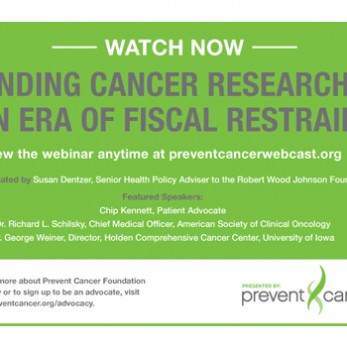 WATCH NOW
NDING CANCER RESEARCH
N ERA OF FISCAL RESTRAI
ew the webinar anytime at preventcancerwebcast.org
ated by Susan Dentzer, Senior Health Policy Adviser to the Robert Wood Johnson Foun
Featured Speakers:
Chip Kennett, Patient Advocate
r. Richard L. Schilsky, Chief Medical Officer, American Society of Clinical Oncology
. George Weiner, Director, Holden Comprehensive Cancer Center, University of Iowa
more about Prevent Cancer Foundation
y or to sign up to be an advocate, visit
ventcancer.org/advocacy.
PRESENTED BY:
prevent can